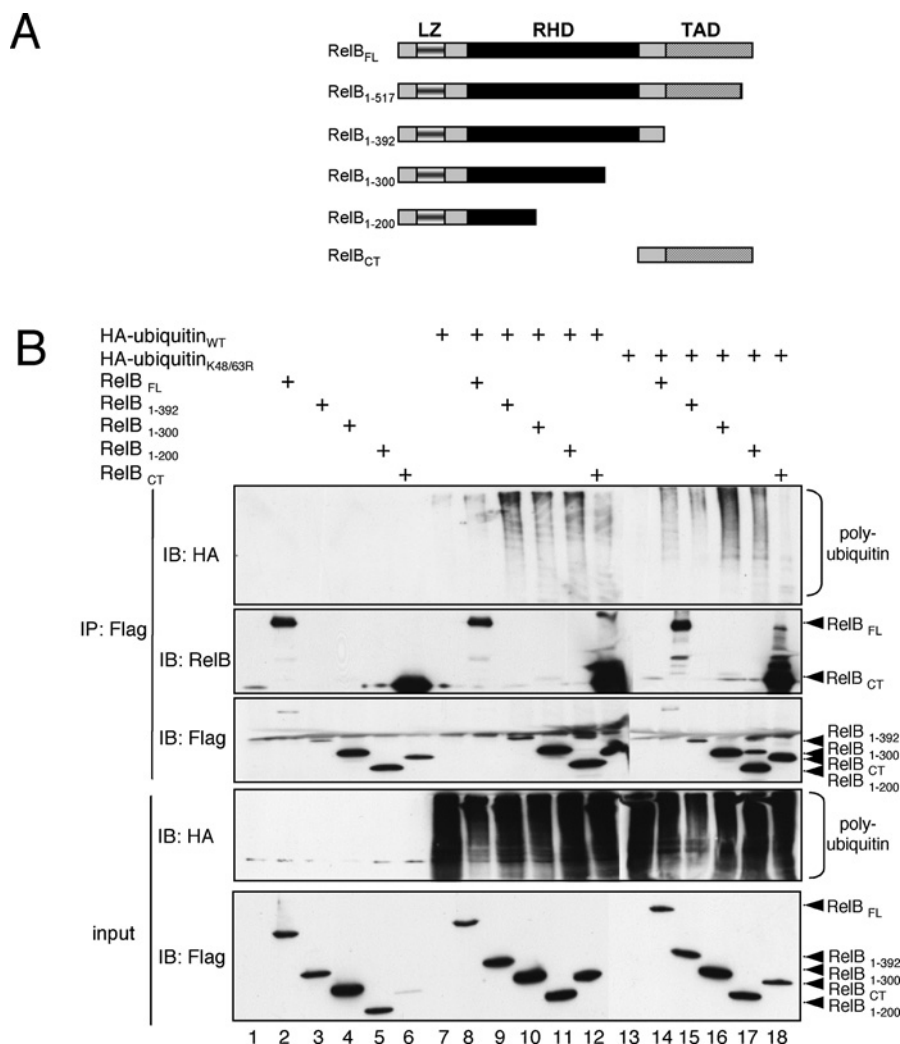 A
LZ RHD TAD
RelB FL
RelB 1-517
RelB 1-392
RelB 1-300
RelB 1-200
RelB CT
B
HA-ubiquitin WT + + + + + +
HA-ubiquitin K48/63R + + + + + +
RelB FL + + +
RelB 1-392 + + +
RelB 1-300 + + +
RelB 1-200 + + +
RelB CT + + +
IP: Flag
IB: HA
poly-
ubiquitin
IB: RelB
RelB FL
RelB CT
IB: Flag
RelB 1-392
RelB 1-300
RelB CT
RelB 1-200
input
IB: HA
poly-
ubiquitin
IB: Flag
RelB FL
RelB 1-392
RelB 1-300
RelB CT
RelB 1-200
1 2 3 4 5 6 7 8 9 10 11 12 13 14 15 16 17 18